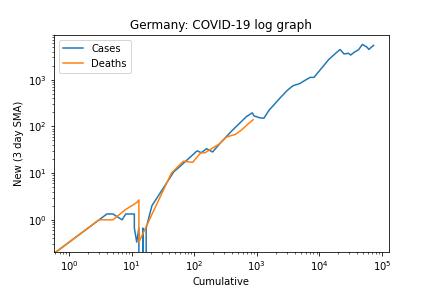 Germany: COVID-19 log graph
Cases
Deaths
New (3 day SMA)
10³
10²
10¹
10⁰
10⁰ 10¹ 10² 10³ 10⁴ 10⁵
Cumulative